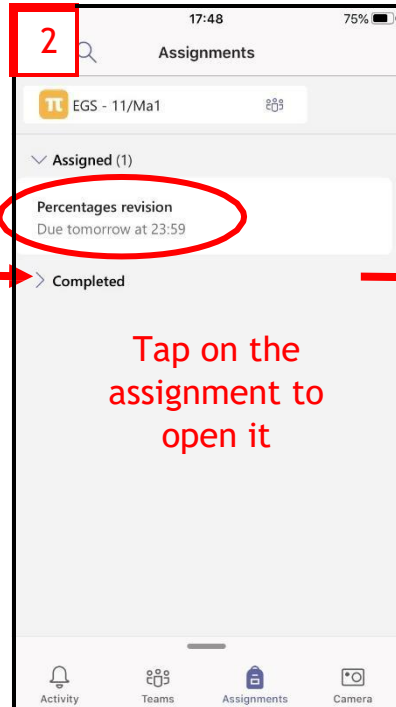 2
17:48
75%
Assignments
π EGS - 11/Ma1
Assigned (1)
Percentages revision
Due tomorrow at 23:59
Completed
Tap on the
assignment to
open it
Activity
Teams
Assignments
Camera